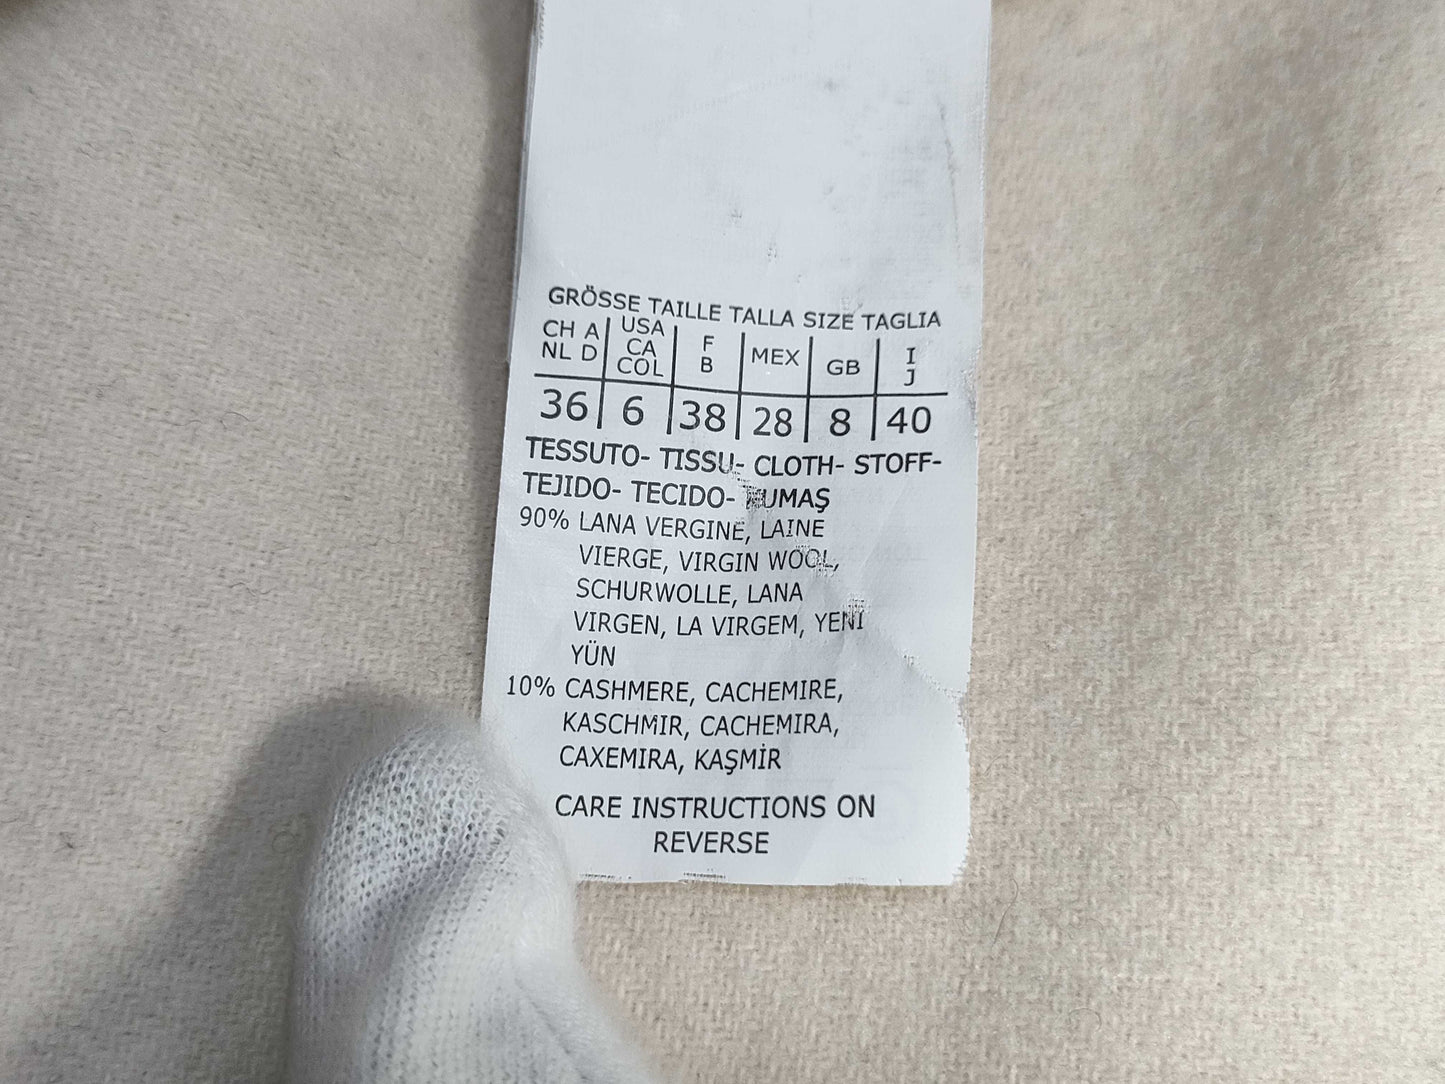 GRÖSSE TAILLE TALLA SIZE TAGLIA
CH A USA F MEX GB I
NL D CA B J
COL
36 6 38 28 8 40
TESSUTO- TISSU- CLOTH- STOFF-
TEJIDO- TECIDO- KUMAŞ
90% LANA VERGINE, LAINE
VIERGE, VIRGIN WOOL,
SCHURWOLLE, LANA
VIRGEN, LA VIRGEM, YENI
YÜN
10% CASHMERE, CACHEMIRE,
KASCHMIR, CACHEMIRA,
CAXEMIRA, KAŞMİR
CARE INSTRUCTIONS ON
REVERSE